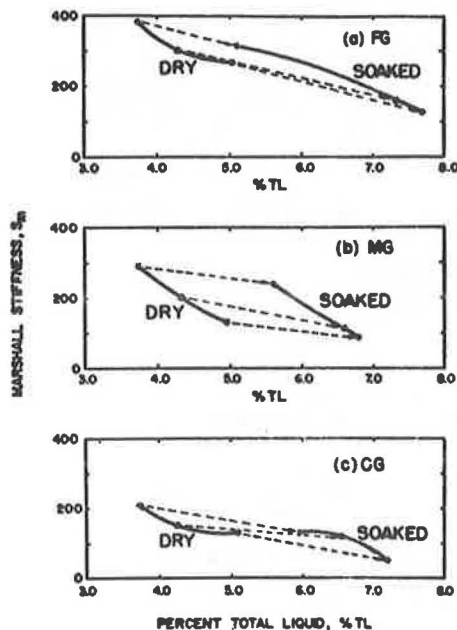 400
(a) FG
200
DRY
SOAKED
0
3.0 4.0 5.0 6.0 7.0 8.0
% TL
MARSHALL STIFFNESS, Sm
400
(b) MG
200
DRY
SOAKED
0
3.0 4.0 5.0 6.0 7.0 8.0
% TL
400
(c) CG
200
DRY
SOAKED
0
3.0 4.0 5.0 6.0 7.0 8.0
PERCENT TOTAL LIQUID, % TL